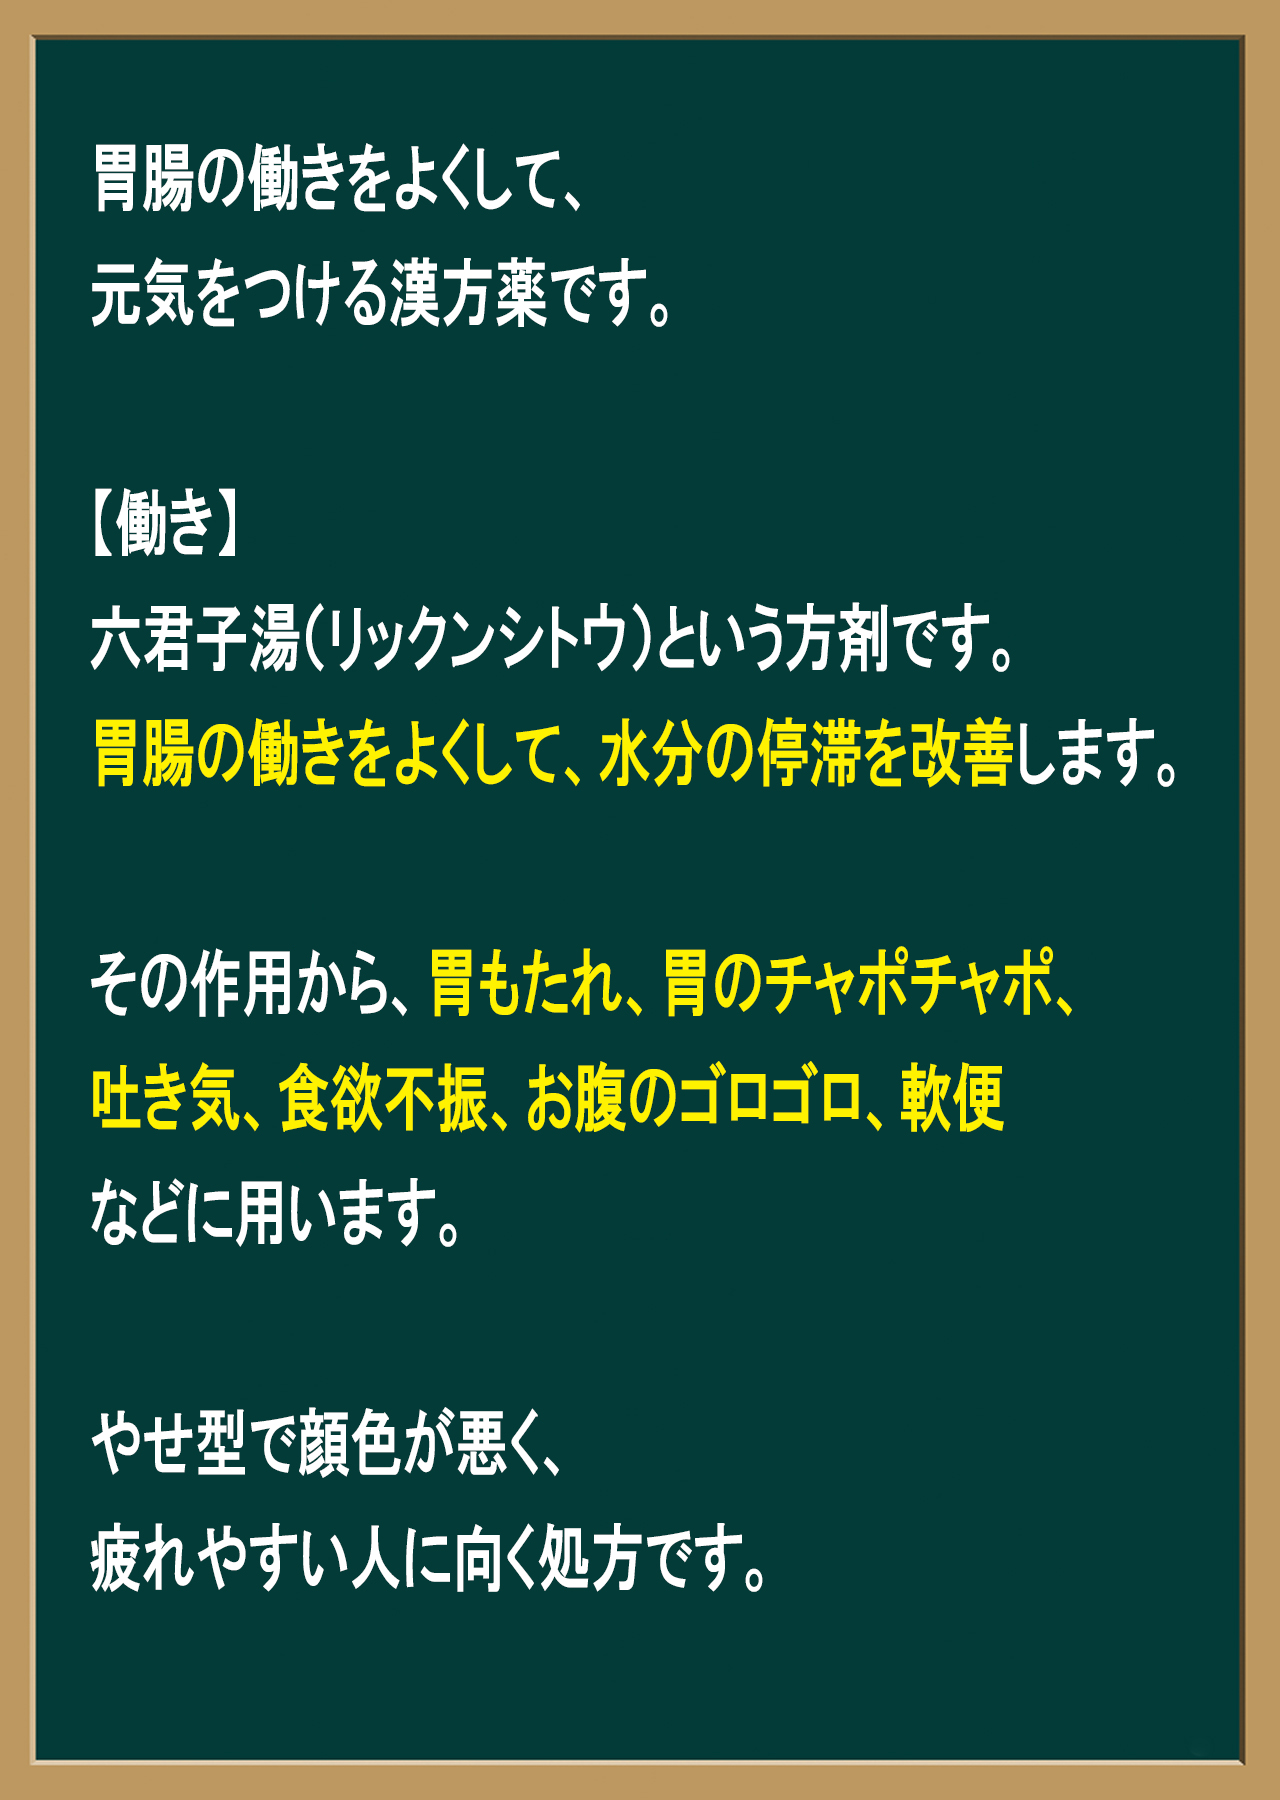 胃腸の働きをよくして、
元気をつける漢方薬です。
【働き】
六君子湯（リックンシトウ）という方剤です。
胃腸の働きをよくして、水分の停滞を改善します。
その作用から、胃もたれ、胃のチャポチャポ、
吐き気、食欲不振、お腹のゴロゴロ、軟便
などに用います。
やせ型で顔色が悪く、
疲れやすい人に向く処方です。